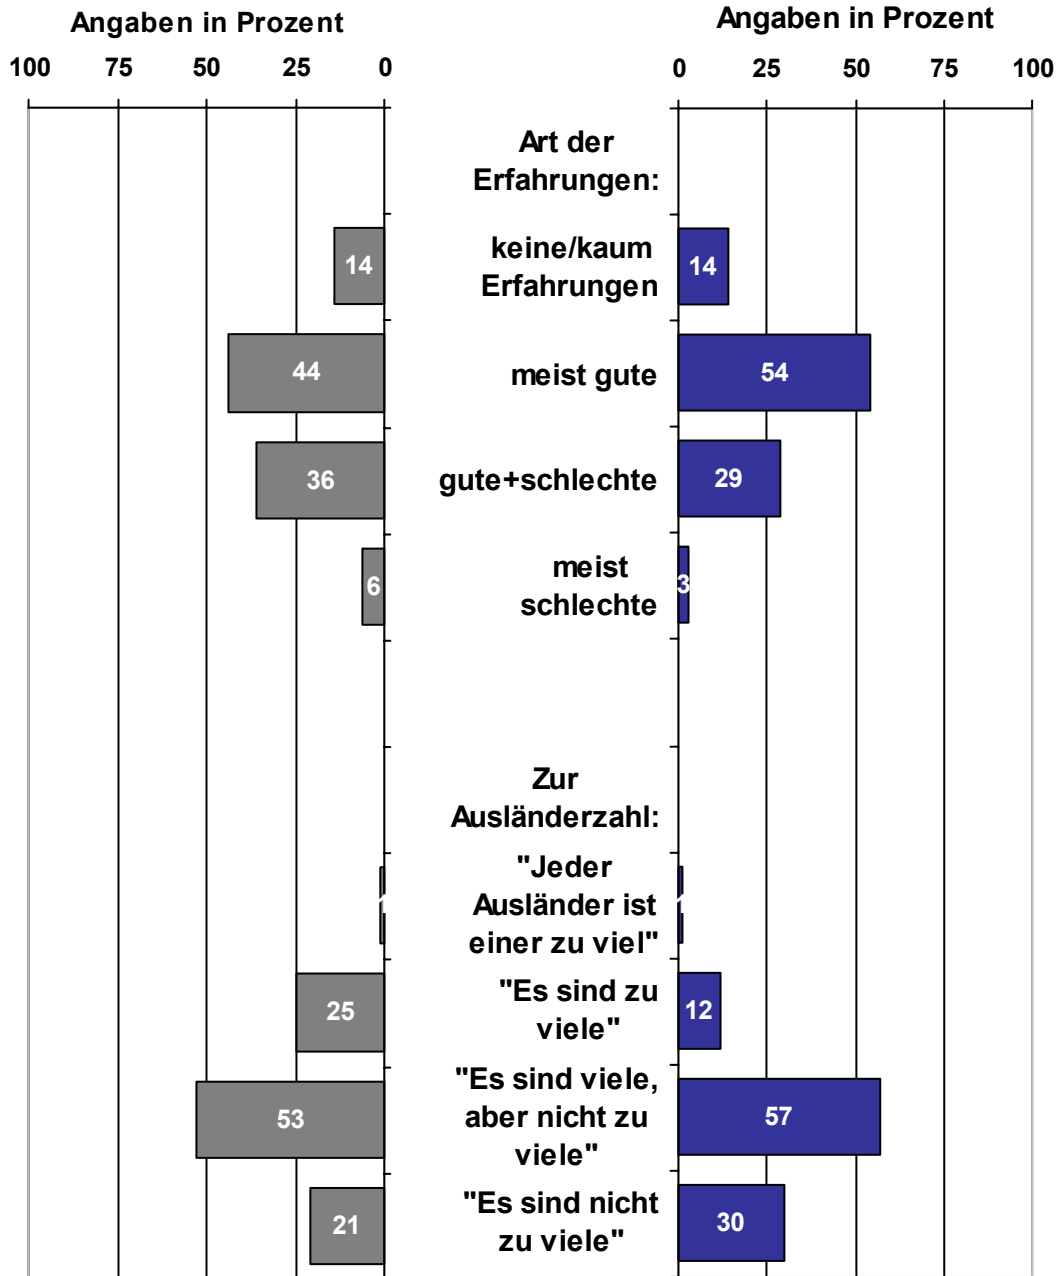 Angaben in Prozent
Angaben in Prozent
100 75 50 25 0
0 25 50 75 100
Art der
Erfahrungen:
14
keine/kaum
Erfahrungen
14
44
meist gute
54
36
gute+schlechte
29
6
meist
schlechte
3
Zur
Ausländerzahl:
1
"Jeder
Ausländer ist
einer zu viel"
1
25
"Es sind zu
viele"
12
53
"Es sind viele,
aber nicht zu
viele"
57
21
"Es sind nicht
zu viele"
30